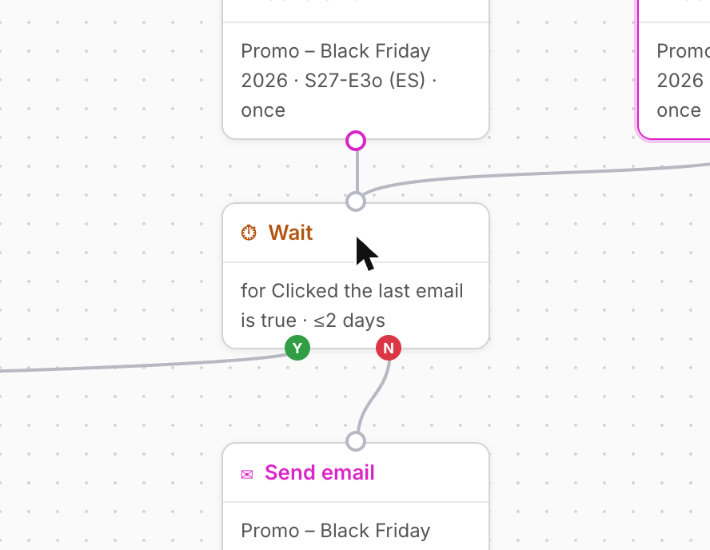 Promo – Black Friday
2026 · S27-E3o (ES) ·
once
Promo
2026
once
Wait
for Clicked the last email
is true · ≤2 days
Y
N
Send email
Promo – Black Friday